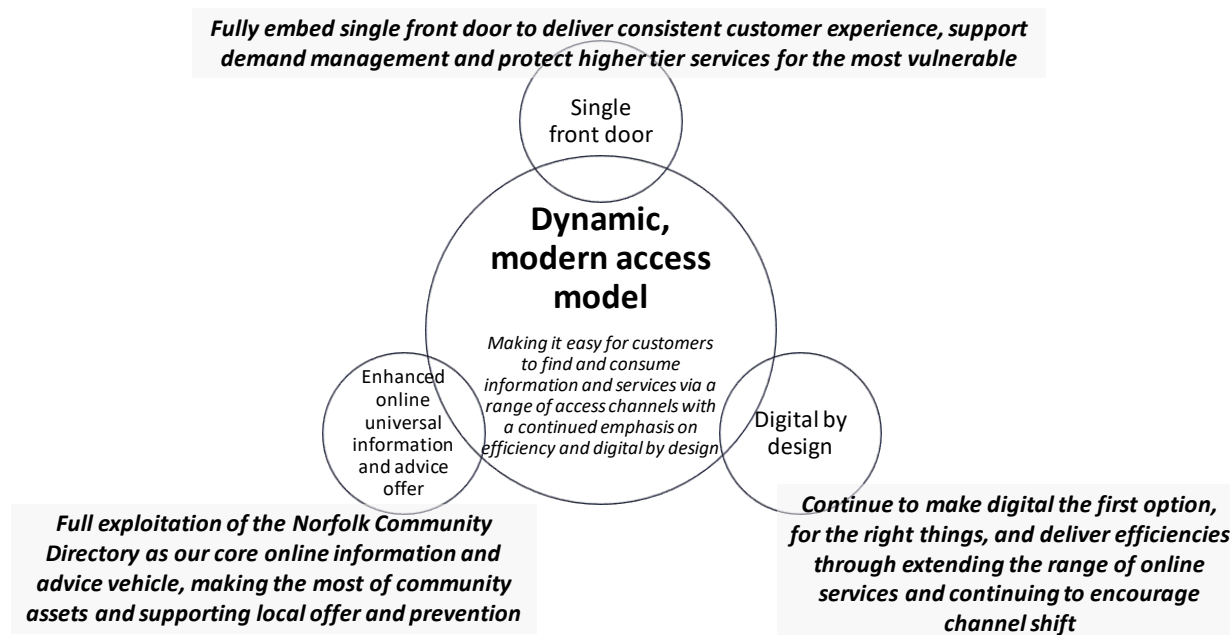 Fully embed single front door to deliver consistent customer experience, support
demand management and protect higher tier services for the most vulnerable
Single
front door
Dynamic,
modern access
model
Making it easy for customers
to find and consume
information and services via a
range of access channels with
a continued emphasis on
efficiency and digital by design
Enhanced
online
universal
information
and advice
offer
Digital by
design
Full exploitation of the Norfolk Community
Directory as our core online information and
advice vehicle, making the most of community
assets and supporting local offer and prevention
Continue to make digital the first option,
for the right things, and deliver efficiencies
through extending the range of online
services and continuing to encourage
channel shift